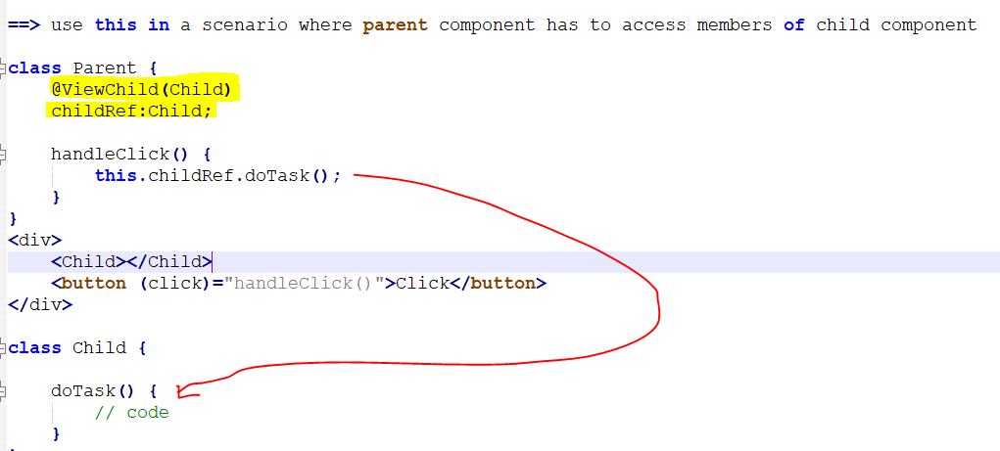 ==> use this in a scenario where parent component has to access members of child component
class Parent {
@ViewChild(Child)
childRef:Child;
handleClick() {
this.childRef.doTask();
}
}
<div>
<Child></Child>
<button (click)="handleClick()">Click</button>
</div>
class Child {
doTask() {
// code
}